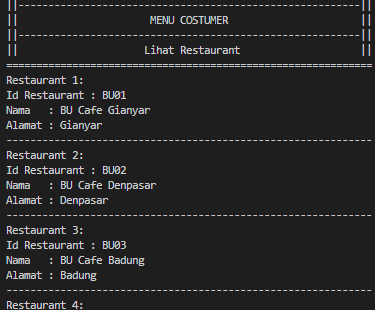 ||---------------------------------------------------------||
||                      MENU COSTUMER                      ||
||---------------------------------------------------------||
||                     Lihat Restaurant                    ||
=============================================================
Restaurant 1:
Id Restaurant : BU01
Nama   : BU Cafe Gianyar
Alamat : Gianyar
-------------------------------------------------------------
Restaurant 2:
Id Restaurant : BU02
Nama   : BU Cafe Denpasar
Alamat : Denpasar
-------------------------------------------------------------
Restaurant 3:
Id Restaurant : BU03
Nama   : BU Cafe Badung
Alamat : Badung
-------------------------------------------------------------
Restaurant 4: